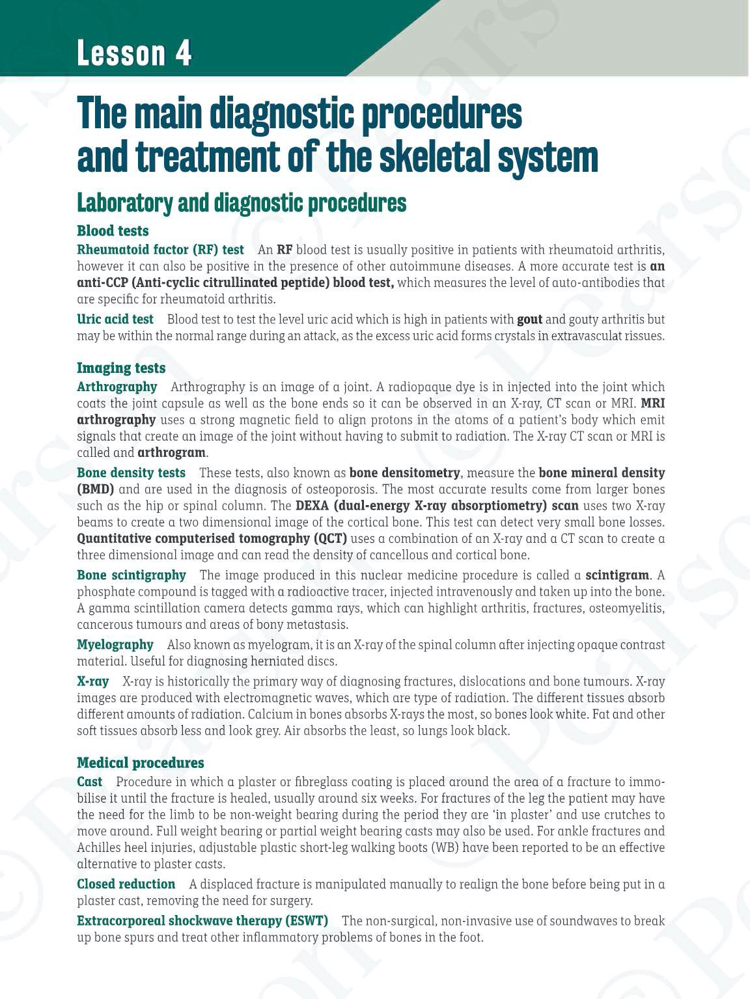 Lesson 4
The main diagnostic procedures
and treatment of the skeletal system
Laboratory and diagnostic procedures
Blood tests
Rheumatoid factor (RF) test An RF blood test is usually positive in patients with rheumatoid arthritis,
however it can also be positive in the presence of other autoimmune diseases. A more accurate test is an
anti-CCP (Anti-cyclic citrullinated peptide) blood test, which measures the level of auto-antibodies that
are specific for rheumatoid arthritis.
Uric acid test Blood test to test the level uric acid which is high in patients with gout and gouty arthritis but
may be within the normal range during an attack, as the excess uric acid forms crystals in extravasculat rissues.
Imaging tests
Arthrography Arthrography is an image of a joint. A radiopaque dye is in injected into the joint which
coats the joint capsule as well as the bone ends so it can be observed in an X-ray, CT scan or MRI. MRI
arthrography uses a strong magnetic field to align protons in the atoms of a patient's body which emit
signals that create an image of the joint without having to submit to radiation. The X-ray CT scan or MRI is
called and arthrogram.
Bone density tests These tests, also known as bone densitometry, measure the bone mineral density
(BMD) and are used in the diagnosis of osteoporosis. The most accurate results come from larger bones
such as the hip or spinal column. The DEXA (dual-energy X-ray absorptiometry) scan uses two X-ray
beams to create a two dimensional image of the cortical bone. This test can detect very small bone losses.
Quantitative computerised tomography (QCT) uses a combination of an X-ray and a CT scan to create a
three dimensional image and can read the density of cancellous and cortical bone.
Bone scintigraphy The image produced in this nuclear medicine procedure is called a scintigram. A
phosphate compound is tagged with a radioactive tracer, injected intravenously and taken up into the bone.
A gamma scintillation camera detects gamma rays, which can highlight arthritis, fractures, osteomyelitis,
cancerous tumours and areas of bony metastasis.
Myelography Also known as myelogram, it is an X-ray of the spinal column after injecting opaque contrast
material. Useful for diagnosing herniated discs.
X-ray X-ray is historically the primary way of diagnosing fractures, dislocations and bone tumours. X-ray
images are produced with electromagnetic waves, which are type of radiation. The different tissues absorb
different amounts of radiation. Calcium in bones absorbs X-rays the most, so bones look white. Fat and other
soft tissues absorb less and look grey. Air absorbs the least, so lungs look black.
Medical procedures
Cast Procedure in which a plaster or fibreglass coating is placed around the area of a fracture to immo-
bilise it until the fracture is healed, usually around six weeks. For fractures of the leg the patient may have
the need for the limb to be non-weight bearing during the period they are 'in plaster' and use crutches to
move around. Full weight bearing or partial weight bearing casts may also be used. For ankle fractures and
Achilles heel injuries, adjustable plastic short-leg walking boots (WB) have been reported to be an effective
alternative to plaster casts.
Closed reduction A displaced fracture is manipulated manually to realign the bone before being put in a
plaster cast, removing the need for surgery.
Extracorporeal shockwave therapy (ESWT) The non-surgical, non-invasive use of soundwaves to break
up bone spurs and treat other inflammatory problems of bones in the foot.
© Pearson
© Pearson
© Pearson
© Pearson